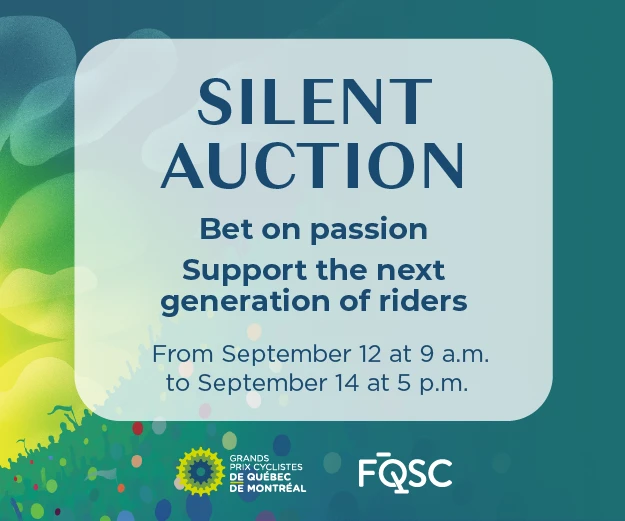 SILENT
AUCTION
Bet on passion
Support the next
generation of riders
From September 12 at 9 a.m.
to September 14 at 5 p.m.
GRANDS
PRIX CYCLISTES
DE QUÉBEC
DE MONTRÉAL
FQSC